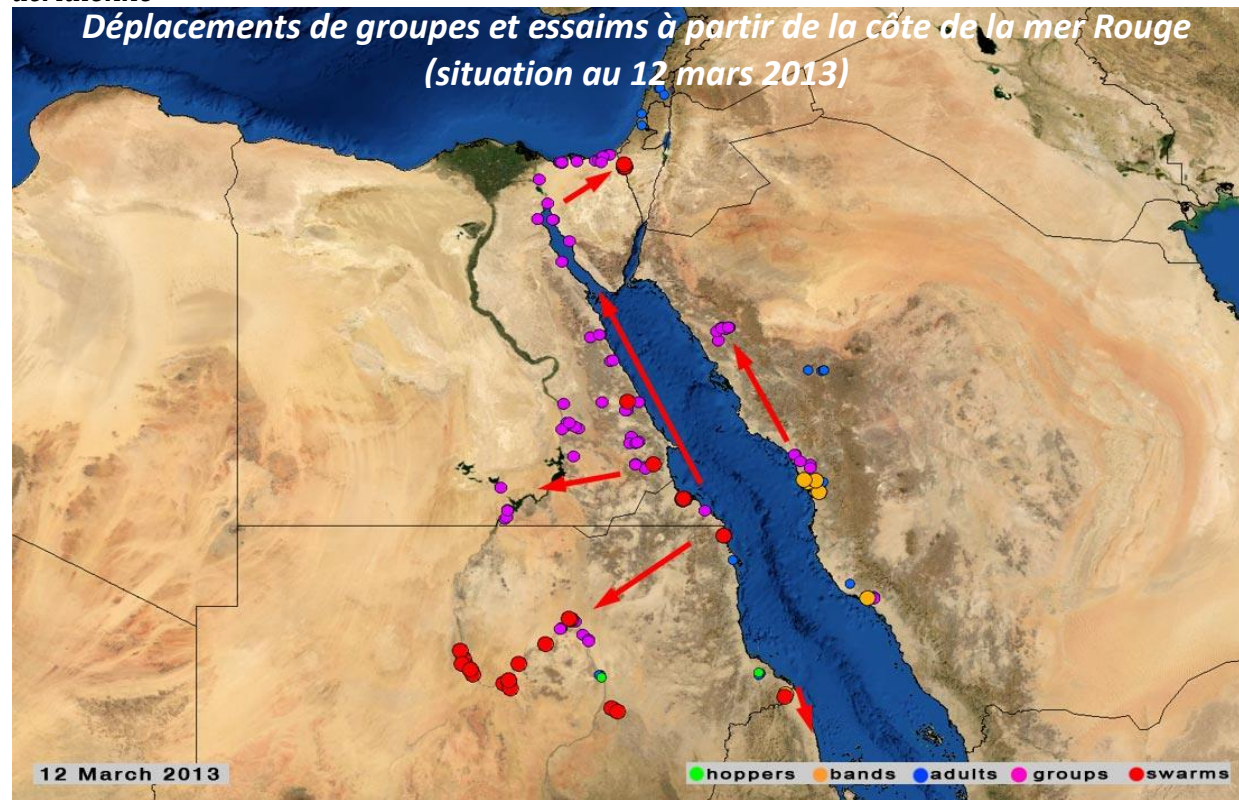 Déplacements de groupes et essaims à partir de la côte de la mer Rouge
(situation au 12 mars 2013)
12 March 2013
hoppers bands adults groups swarms